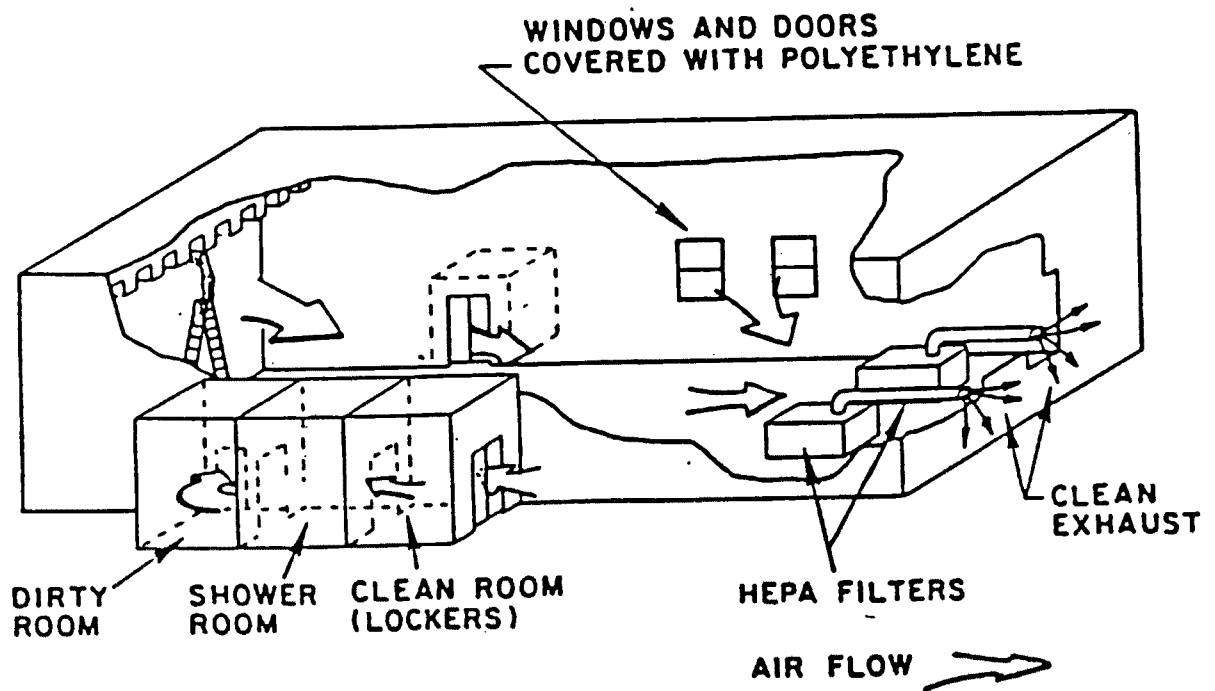 WINDOWS AND DOORS
COVERED WITH POLYETHYLENE
CLEAN
EXHAUST
DIRTY
ROOM
SHOWER
ROOM
CLEAN ROOM
(LOCKERS)
HEPA FILTERS
AIR FLOW